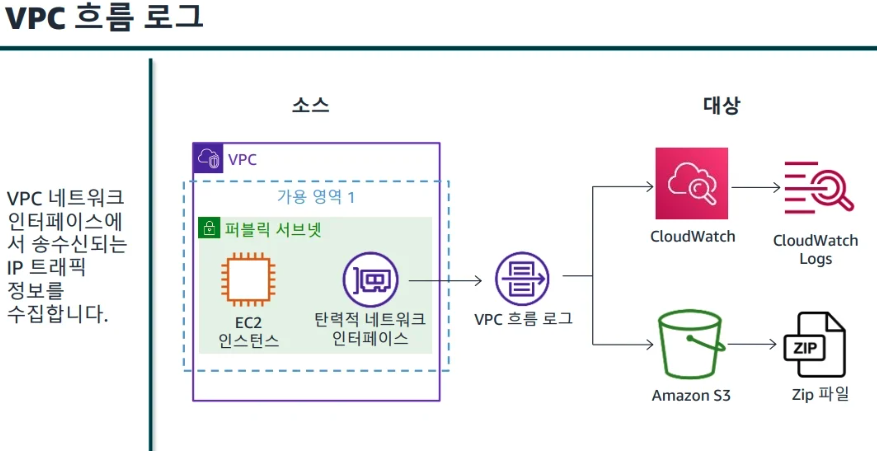 VPC 흐름 로그
VPC 네트워크
인터페이스에
서 송수신되는
IP 트래픽
정보를
수집합니다.
소스
VPC
가용 영역 1
퍼블릭 서브넷
EC2
인스턴스
탄력적 네트워크
인터페이스
VPC 흐름 로그
대상
CloudWatch
CloudWatch
Logs
Amazon S3
ZIP
Zip 파일